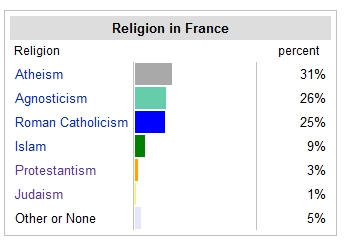 Religion in France
Religion percent
Atheism 31%
Agnosticism 26%
Roman Catholicism 25%
Islam 9%
Protestantism 3%
Judaism 1%
Other or None 5%